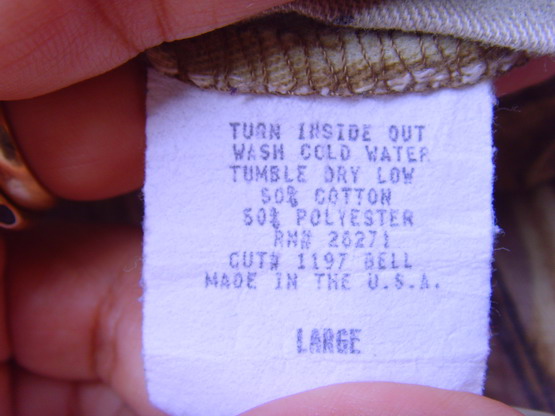 TURN INSIDE OUT
WASH COLD WATER
TUMBLE DRY LOW
50% COTTON
50% POLYESTER
RN# 26271
CUT# 1197 BELL
MADE IN THE U.S.A.
LARGE